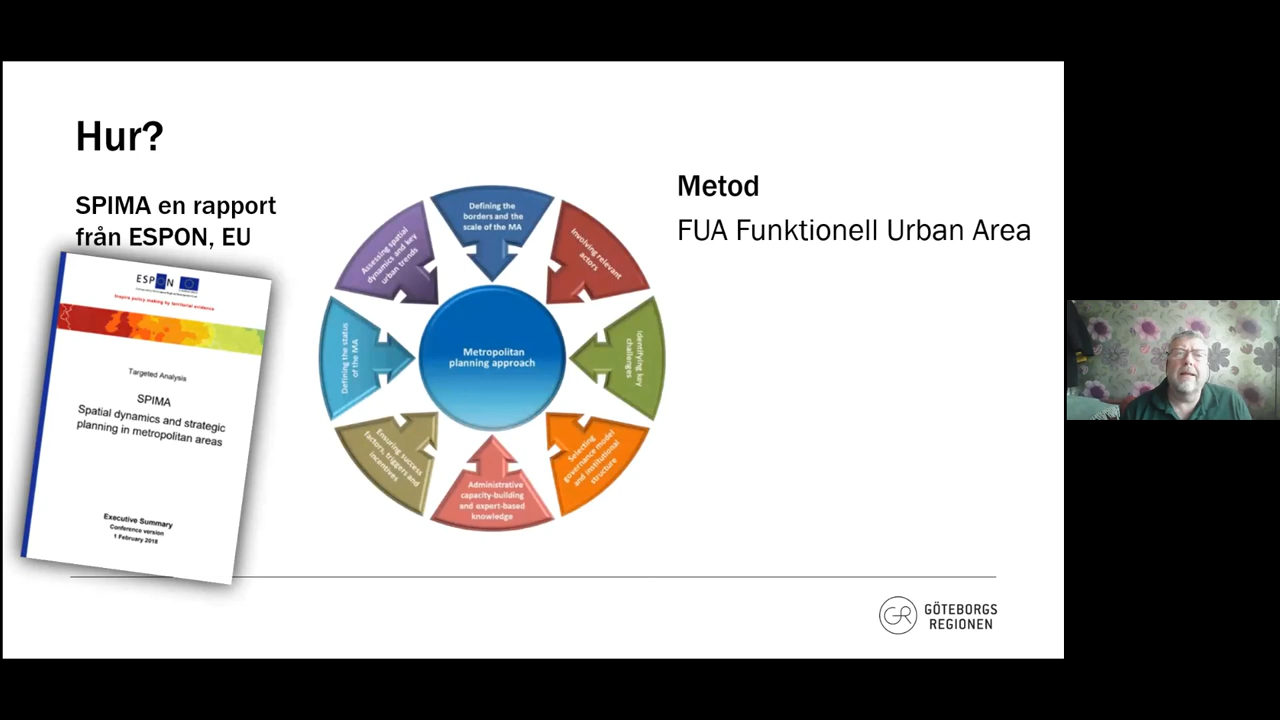 Hur?
SPIMA en rapport
från ESPON, EU
ESPON
Inspire policy making by territorial evidence
Targeted Analysis
SPIMA
Spatial dynamics and strategic
planning in metropolitan areas
Executive Summary
Conference version
1 February 2018
Defining the
borders and the
scale of the MA
Involving relevant
actors
Identifying key
challenges
Selecting
governance model
and institutional
structure
Administrative
capacity-building
and expert-based
knowledge
Ensuring success
factors, triggers and
incentives
Defining the status
of the MA
Assessing spatial
dynamics and key
urban trends
Metropolitan
planning approach
Metod
FUA Funktionell Urban Area
GR
GÖTEBORGS
REGIONEN